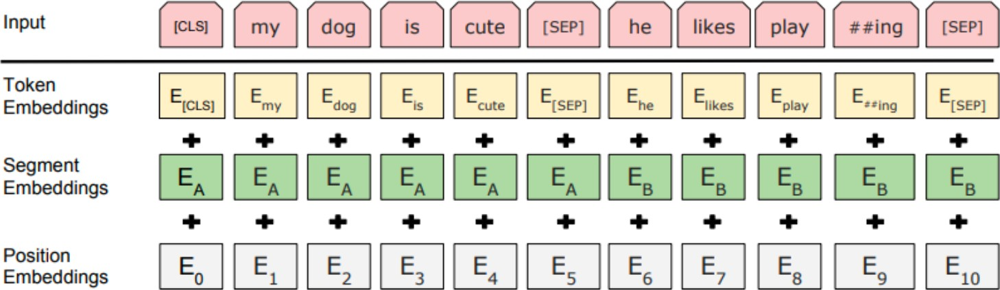 Input [CLS] my dog is cute [SEP] he likes play ##ing [SEP]
Token Embeddings E[CLS] Emy Edog Eis Ecute E[SEP] Ehe Elikes Eplay E##ing E[SEP]
+ + + + + + + + + + +
Segment Embeddings EA EA EA EA EA EA EB EB EB EB EB
+ + + + + + + + + + +
Position Embeddings E0 E1 E2 E3 E4 E5 E6 E7 E8 E9 E10